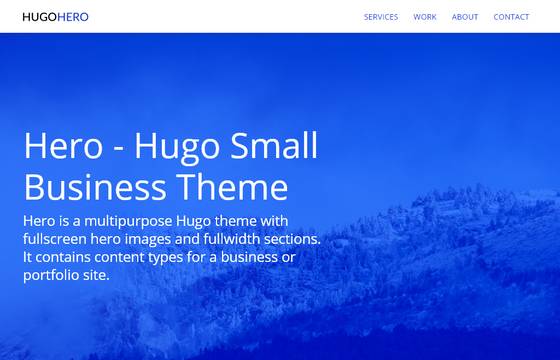 HUGOHERO
SERVICES WORK ABOUT CONTACT
Hero - Hugo Small
Business Theme
Hero is a multipurpose Hugo theme with
fullscreen hero images and fullwidth sections.
It contains content types for a business or
portfolio site.